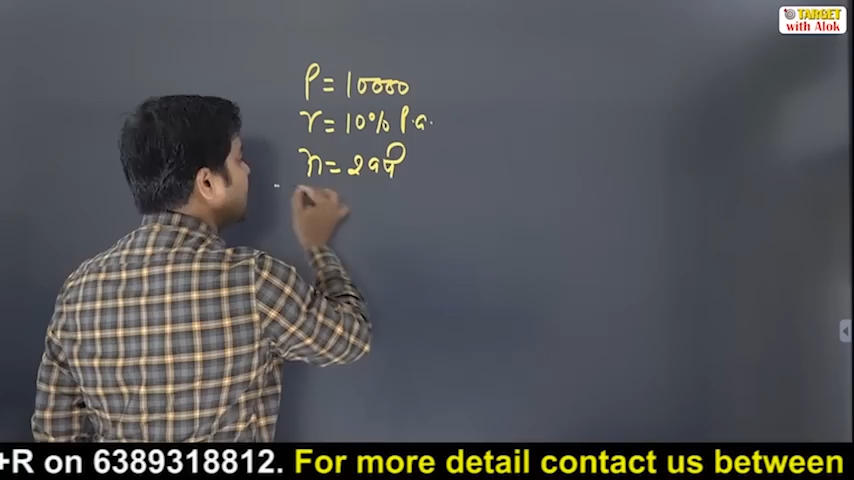 TARGET
with Alok
P = 10000
r = 10% P.a.
n = 2 वर्ष
+R on 6389318812. For more detail contact us between